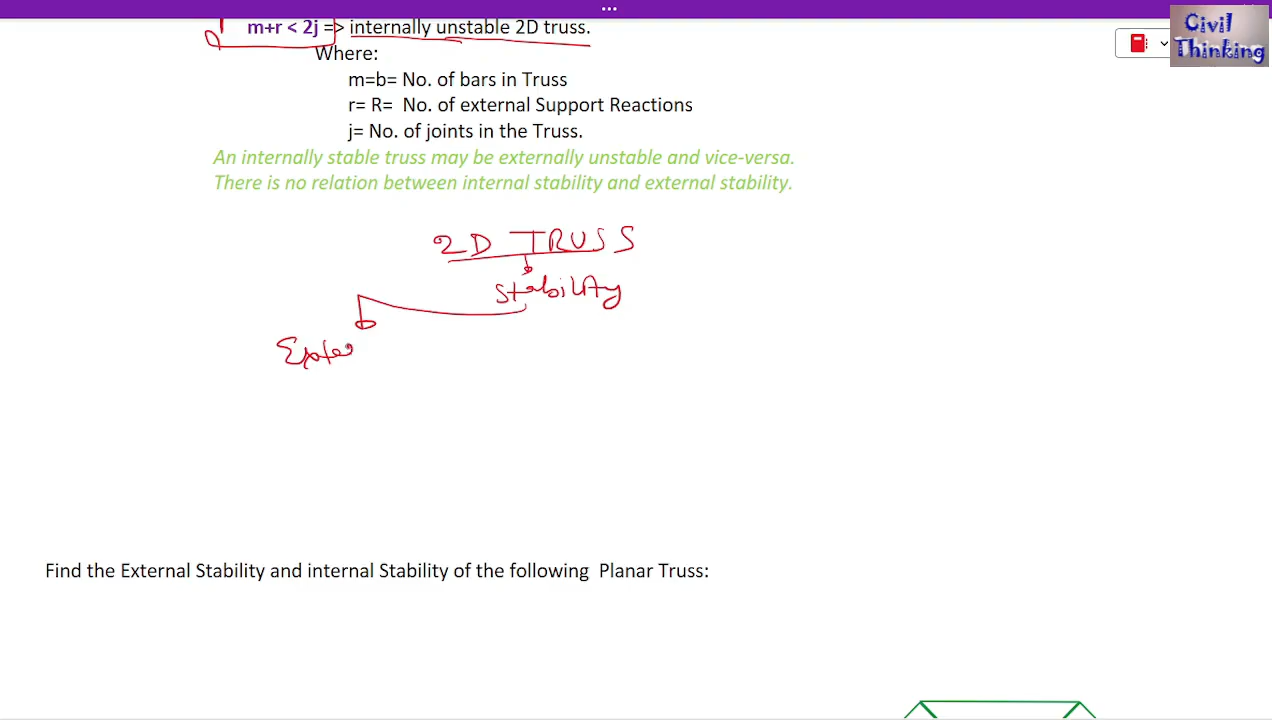 m+r < 2j => internally unstable 2D truss.
Where:
m=b= No. of bars in Truss
r= R= No. of external Support Reactions
j= No. of joints in the Truss.
An internally stable truss may be externally unstable and vice-versa.
There is no relation between internal stability and external stability.
2D TRUSS
Stability
Exter
Find the External Stability and internal Stability of the following Planar Truss:
Civil
Thinking